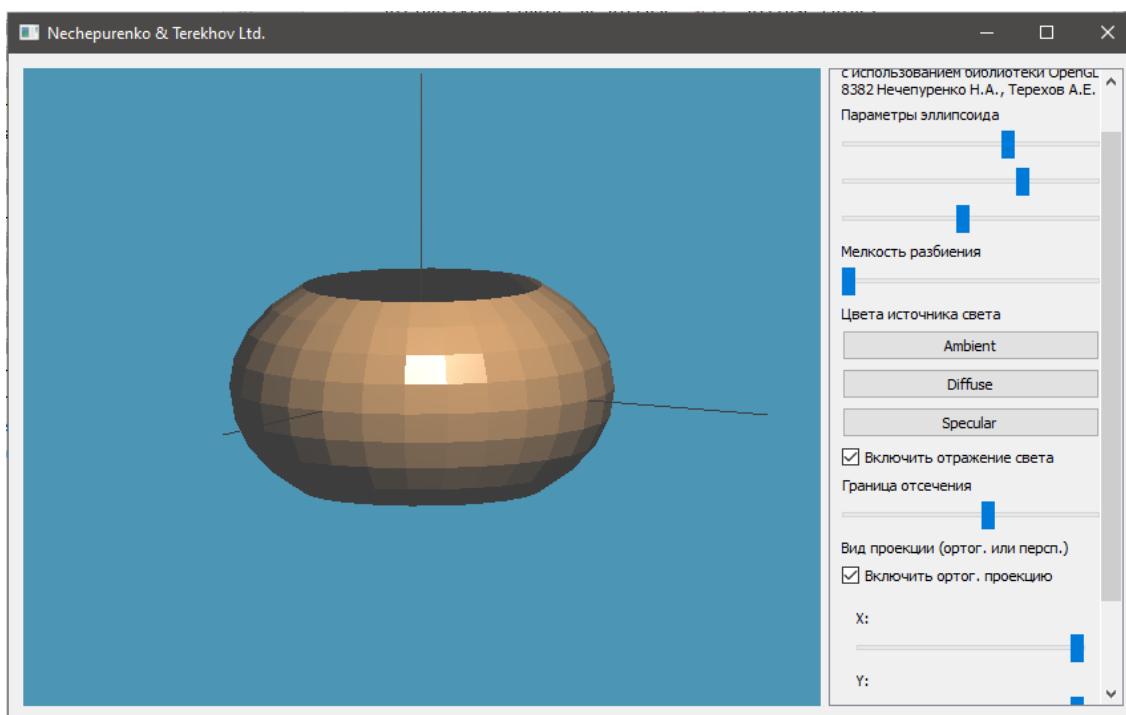 Nechepurenko & Terekhov Ltd.
с использованием библиотеки OpenGL
8382 Нечепуренко Н.А., Терехов А.Е.
Параметры эллипсоида
Мелкость разбиения
Цвета источника света
Ambient
Diffuse
Specular
Включить отражение света
Граница отсечения
Вид проекции (ортог. или персп.)
Включить ортог. проекцию
X:
Y: